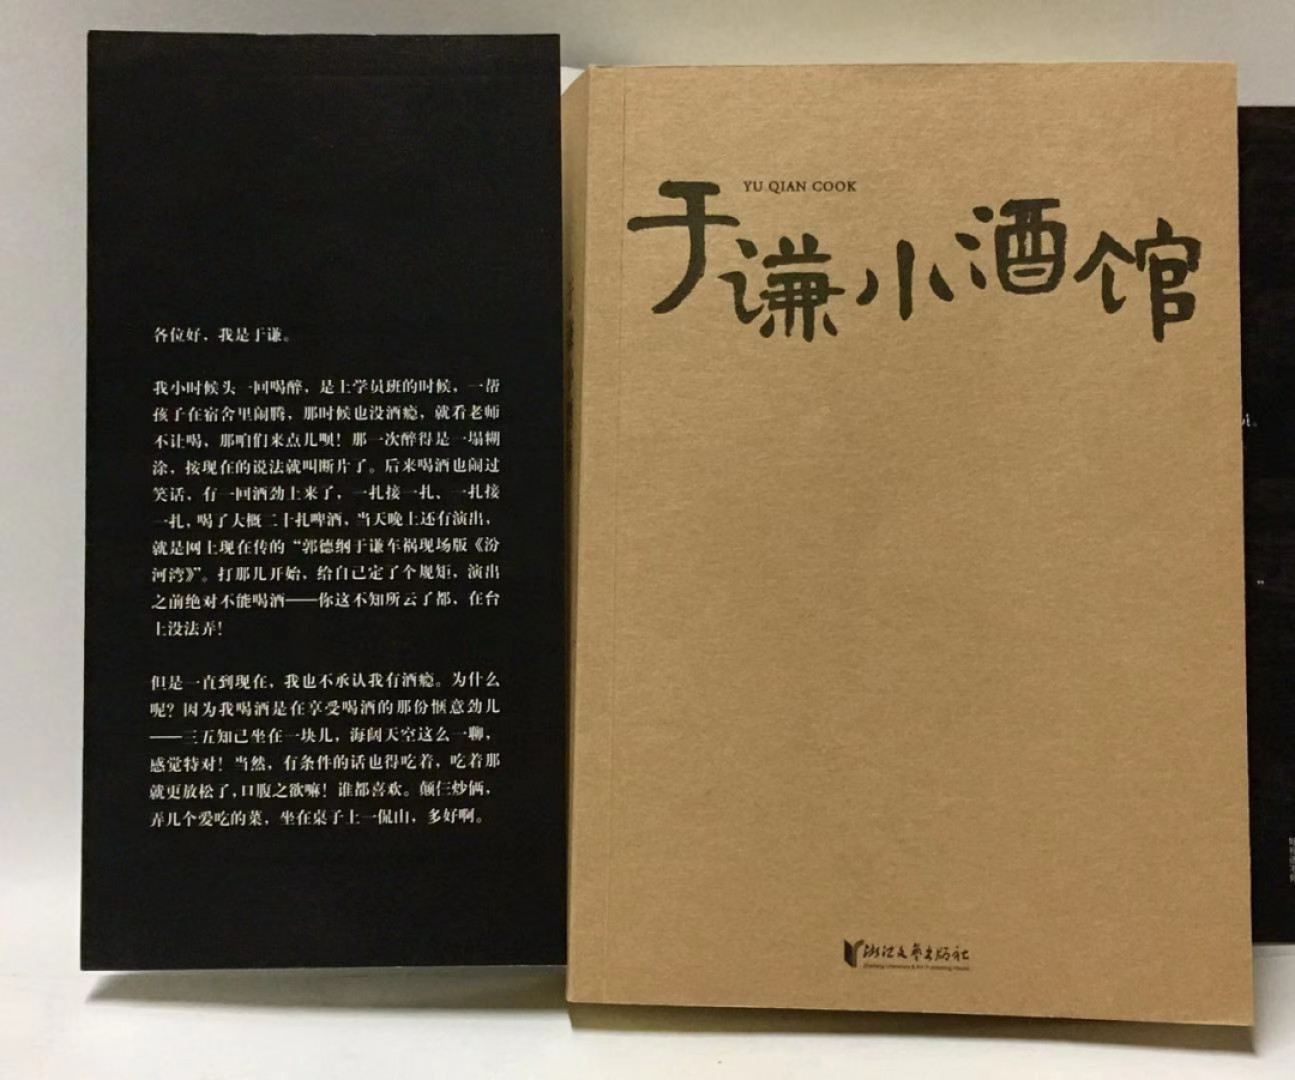 各位好，我是于谦。
我小时候头一回喝醉，是上学员班的时候，一帮
孩子在宿舍里闹腾，那时候也没酒瘾，就看老师
不让喝，那咱们来点儿呗！那一次醉得是一塌糊
涂，按现在的说法就叫断片了。后来喝酒也闹过
笑话，有一回酒劲上来了，一扎接一扎、一扎接
一扎，喝了大概二十扎啤酒，当天晚上还有演出，
就是网上现在传的“郭德纲于谦车祸现场版《汾
河湾》”。打那儿开始，给自己定了个规矩，演出
之前绝对不能喝酒——你这不知所云了都，在台
上没法弄！
但是一直到现在，我也不承认我有酒瘾。为什么
呢？因为我喝酒是在享受喝酒的那份惬意劲儿
——三五知己坐在一块儿，海阔天空这么一聊，
感觉特对！当然，有条件的话也得吃着，吃着那
就更放松了，口腹之欲嘛！谁都喜欢。颠仨炒俩，
弄几个爱吃的菜，坐在桌子上一侃山，多好啊。
YU QIAN COOK
于谦小酒馆
浙江文艺出版社
Zhejiang Literature & Art Publishing House